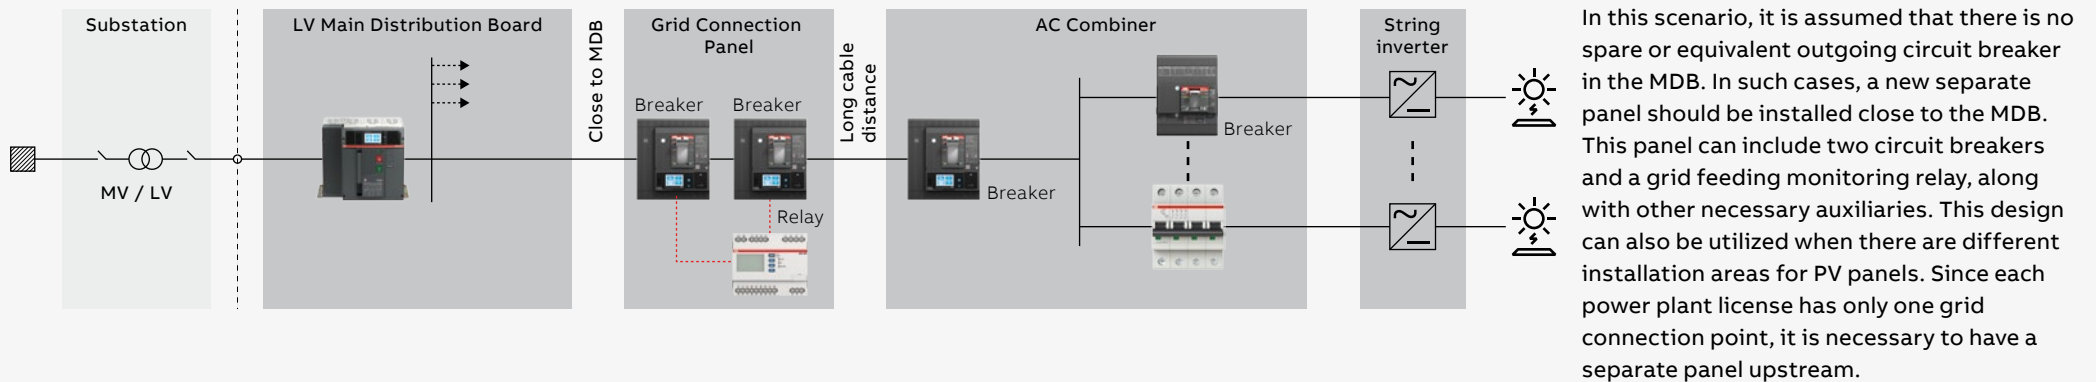 Substation
MV / LV
LV Main Distribution Board
Close to MDB
Grid Connection
Panel
Breaker
Breaker
Relay
Long cable
distance
AC Combiner
Breaker
Breaker
String
inverter
In this scenario, it is assumed that there is no
spare or equivalent outgoing circuit breaker
in the MDB. In such cases, a new separate
panel should be installed close to the MDB.
This panel can include two circuit breakers
and a grid feeding monitoring relay, along
with other necessary auxiliaries. This design
can also be utilized when there are different
installation areas for PV panels. Since each
power plant license has only one grid
connection point, it is necessary to have a
separate panel upstream.